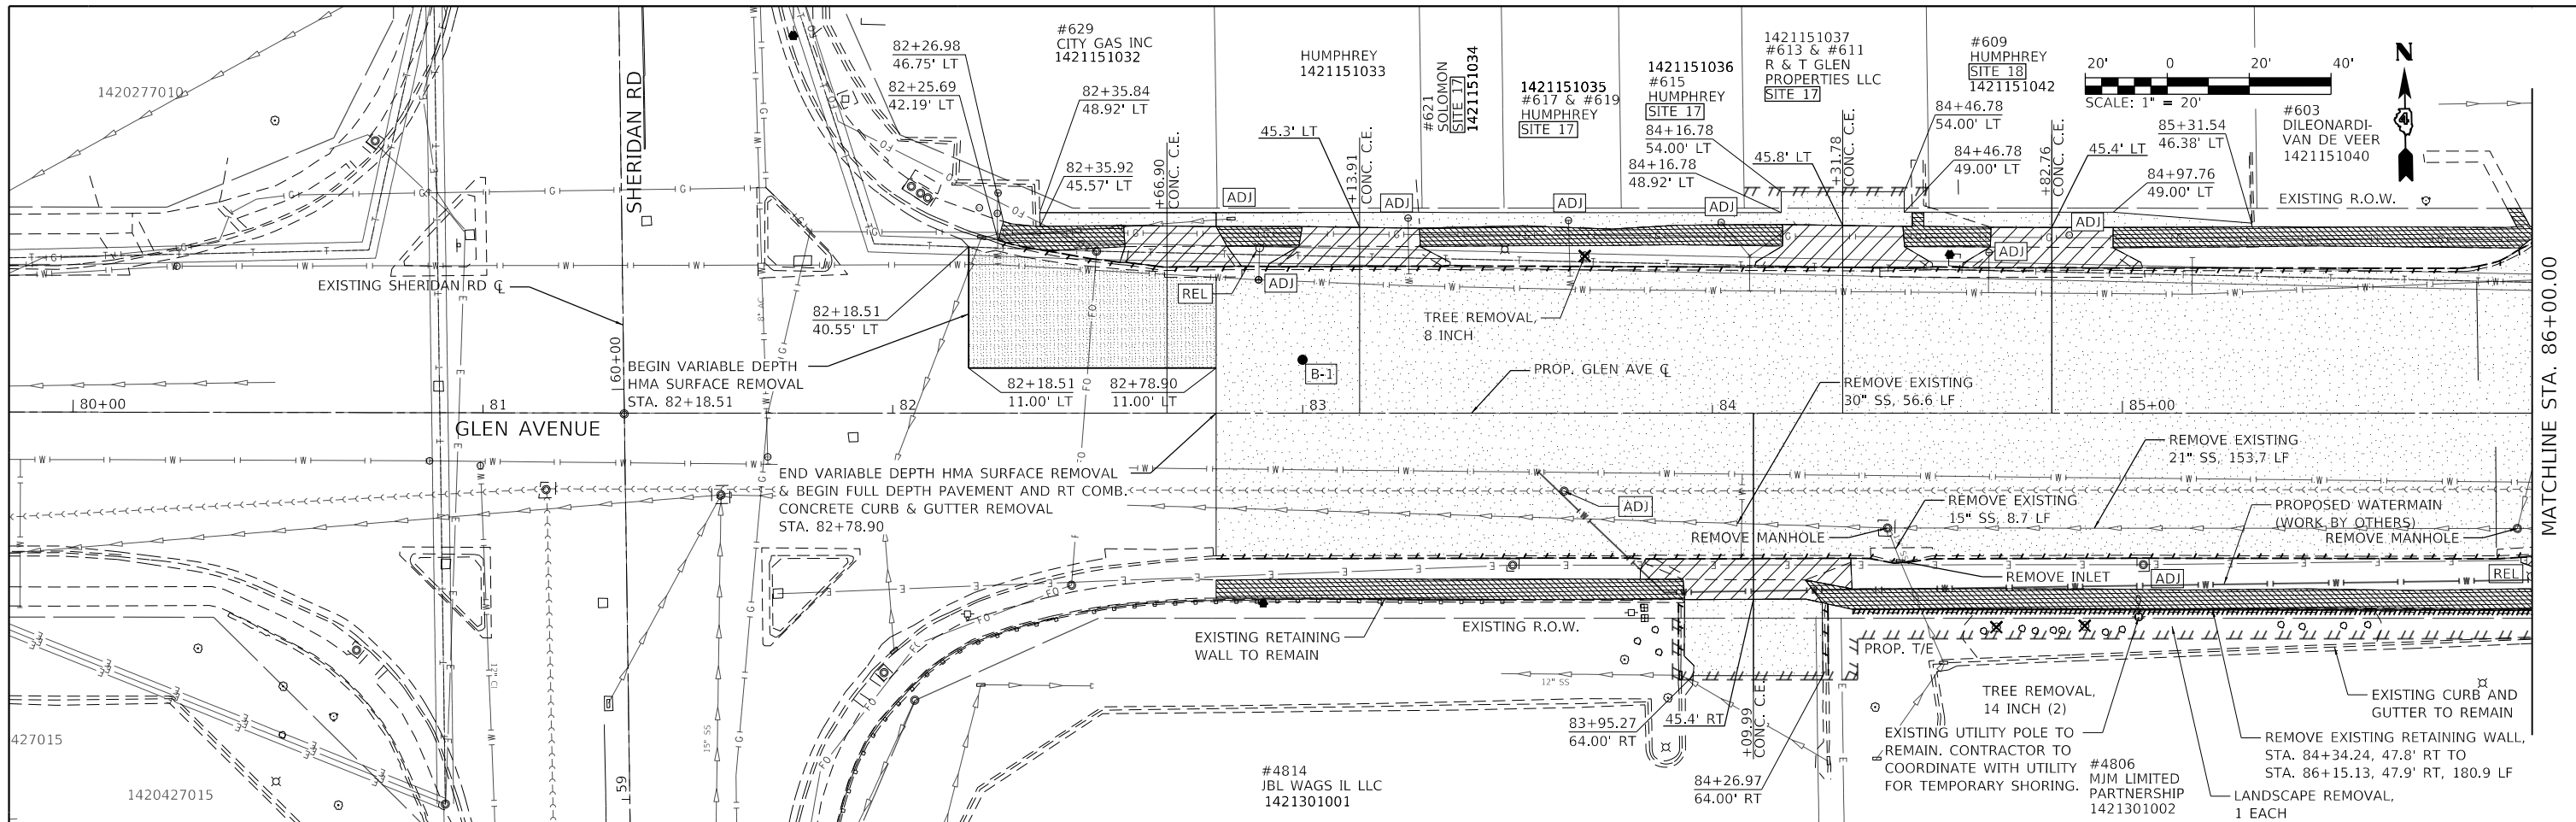 #629
CITY GAS INC
1421151032
HUMPHREY
1421151033
#621
SOLOMON
SITE 17
1421151034
1421151035
#617 & #619
HUMPHREY
SITE 17
1421151036
#615
HUMPHREY
SITE 17
1421151037
#613 & #611
R & T GLEN
PROPERTIES LLC
SITE 17
#609
HUMPHREY
SITE 18
1421151042
20' 0 20' 40'
SCALE: 1" = 20'
N
4
#603
DILEONARDI-
VAN DE VEER
1421151040
1420277010
SHERIDAN RD
82+26.98
46.75' LT
82+25.69
42.19' LT
82+35.84
48.92' LT
82+35.92
45.57' LT
+66.90
CONC. C.E.
45.3' LT
+13.91
CONC. C.E.
84+16.78
54.00' LT
84+16.78
48.92' LT
45.8' LT
+31.78
CONC. C.E.
84+46.78
54.00' LT
84+46.78
49.00' LT
+82.76
CONC. C.E.
45.4' LT
85+31.54
46.38' LT
84+97.76
49.00' LT
EXISTING R.O.W.
ADJ
ADJ
ADJ
ADJ
ADJ
ADJ
REL
ADJ
EXISTING SHERIDAN RD ℄
82+18.51
40.55' LT
8" AC
TREE REMOVAL,
8 INCH
BEGIN VARIABLE DEPTH
HMA SURFACE REMOVAL
STA. 82+18.51
60+00
82+18.51
11.00' LT
82+78.90
11.00' LT
B-1
PROP. GLEN AVE ℄
REMOVE EXISTING
30" SS, 56.6 LF
MATCHLINE STA. 86+00.00
80+00
81
82
83
84
85+00
GLEN AVENUE
END VARIABLE DEPTH HMA SURFACE REMOVAL
& BEGIN FULL DEPTH PAVEMENT AND RT COMB.
CONCRETE CURB & GUTTER REMOVAL
STA. 82+78.90
ADJ
REMOVE EXISTING
21" SS, 153.7 LF
REMOVE EXISTING
15" SS, 8.7 LF
PROPOSED WATERMAIN
(WORK BY OTHERS)
REMOVE MANHOLE
REMOVE MANHOLE
REMOVE INLET
ADJ
REL
EXISTING RETAINING
WALL TO REMAIN
EXISTING R.O.W.
PROP. T/E
12" CI
15" SS
12" SS
59
TREE REMOVAL,
14 INCH (2)
EXISTING CURB AND
GUTTER TO REMAIN
83+95.27
64.00' RT
45.4' RT
+09.99
CONC. C.E.
84+26.97
64.00' RT
EXISTING UTILITY POLE TO
REMAIN. CONTRACTOR TO
COORDINATE WITH UTILITY
FOR TEMPORARY SHORING.
#4806
MJM LIMITED
PARTNERSHIP
1421301002
REMOVE EXISTING RETAINING WALL,
STA. 84+34.24, 47.8' RT TO
STA. 86+15.13, 47.9' RT, 180.9 LF
LANDSCAPE REMOVAL,
1 EACH
#4814
JBL WAGS IL LLC
1421301001
427015
1420427015